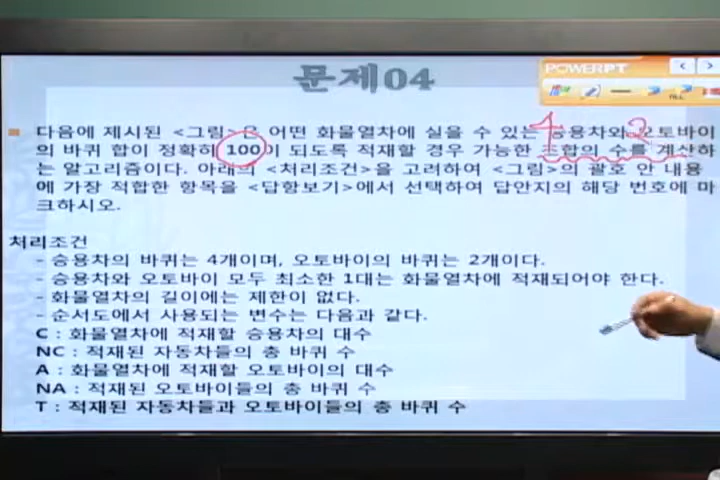 문제04
POWERPT
다음에 제시된 <그림>은 어떤 화물열차에 실을 수 있는 승용차와 오토바이
4 2
의 바퀴 합이 정확히 100이 되도록 적재할 경우 가능한 조합의 수를 계산하
는 알고리즘이다. 아래의 <처리조건>을 고려하여 <그림>의 괄호 안 내용
에 가장 적합한 항목을 <답항보기>에서 선택하여 답안지의 해당 번호에 마
크하시오.
처리조건
- 승용차의 바퀴는 4개이며, 오토바이의 바퀴는 2개이다.
- 승용차와 오토바이 모두 최소한 1대는 화물열차에 적재되어야 한다.
- 화물열차의 길이에는 제한이 없다.
- 순서도에서 사용되는 변수는 다음과 같다.
C : 화물열차에 적재할 승용차의 대수
NC : 적재된 자동차들의 총 바퀴 수
A : 화물열차에 적재할 오토바이의 대수
NA : 적재된 오토바이들의 총 바퀴 수
T : 적재된 자동차들과 오토바이들의 총 바퀴 수